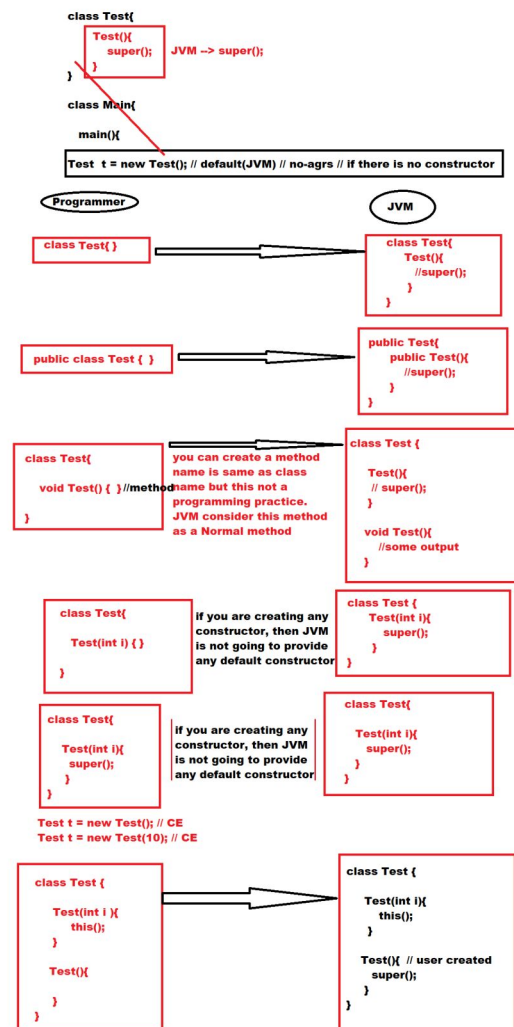 class Test{
Test(){
super();
}
JVM --> super();
}
class Main{
main(){
Test t = new Test(); // default(JVM) // no-agrs // if there is no constructor
Programmer
JVM
class Test{ }
class Test{
Test(){
//super();
}
}
public class Test { }
public Test{
public Test(){
//super();
}
}
class Test{
void Test() { } //method
}
you can create a method
name is same as class
name but this not a
programming practice.
JVM consider this method
as a Normal method
class Test {
Test(){
// super();
}
void Test(){
//some output
}
class Test{
Test(int i) { }
}
if you are creating any
constructor, then JVM
is not going to provide
any default constructor
class Test {
Test(int i){
super();
}
}
class Test{
Test(int i){
super();
}
}
if you are creating any
constructor, then JVM
is not going to provide
any default constructor
class Test{
Test(int i){
super();
}
}
Test t = new Test(); // CE
Test t = new Test(10); // CE
class Test {
Test(int i ){
this();
}
Test(){
}
}
class Test {
Test(int i){
this();
}
Test(){ // user created
super();
}
}